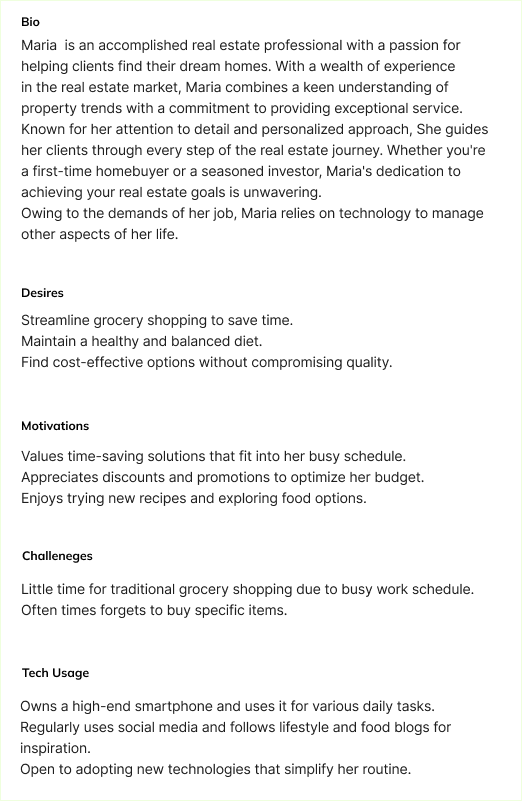 Bio
Maria  is an accomplished real estate professional with a passion for
helping clients find their dream homes. With a wealth of experience
in the real estate market, Maria combines a keen understanding of
property trends with a commitment to providing exceptional service.
Known for her attention to detail and personalized approach, She guides
her clients through every step of the real estate journey. Whether you're
a first-time homebuyer or a seasoned investor, Maria's dedication to
achieving your real estate goals is unwavering.
Owing to the demands of her job, Maria relies on technology to manage
other aspects of her life.
Desires
Streamline grocery shopping to save time.
Maintain a healthy and balanced diet.
Find cost-effective options without compromising quality.
Motivations
Values time-saving solutions that fit into her busy schedule.
Appreciates discounts and promotions to optimize her budget.
Enjoys trying new recipes and exploring food options.
Challeneges
Little time for traditional grocery shopping due to busy work schedule.
Often times forgets to buy specific items.
Tech Usage
Owns a high-end smartphone and uses it for various daily tasks.
Regularly uses social media and follows lifestyle and food blogs for
inspiration.
Open to adopting new technologies that simplify her routine.